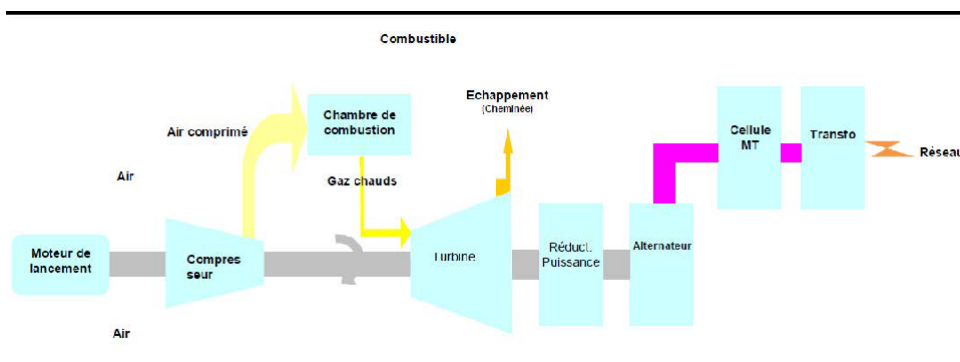 Combustible
Echappement
(Cheminée)
Chambre de
combustion
Air comprimé
Cellule
MT
Transto
Réseau
Air
Gaz chauds
Moteur de
lancement
Compres
seur
Turbine
Réduct.
Puissance
Alternateur
Air